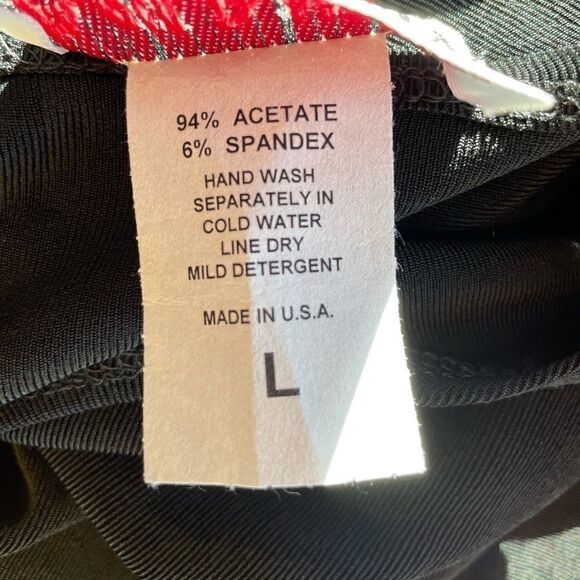 94% ACETATE
6% SPANDEX
HAND WASH
SEPARATELY IN
COLD WATER
LINE DRY
MILD DETERGENT
MADE IN U.S.A.
L